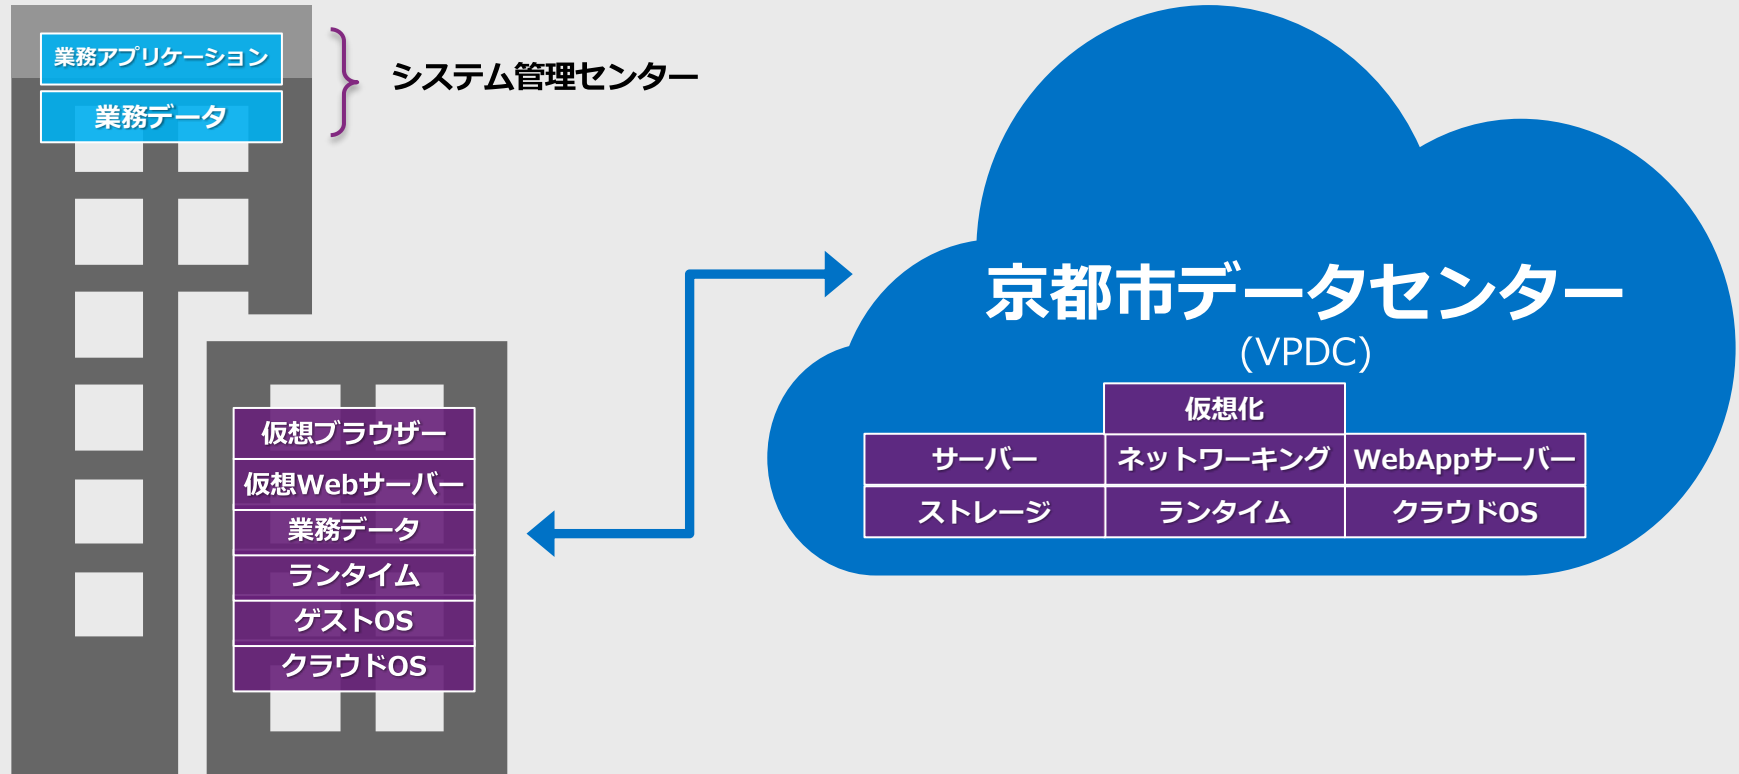 業務アプリケーション
業務データ
システム管理センター
仮想ブラウザー
仮想Webサーバー
業務データ
ランタイム
ゲストOS
クラウドOS
京都市データセンター
(VPDC)
仮想化
サーバー ネットワーキング WebAppサーバー
ストレージ ランタイム クラウドOS